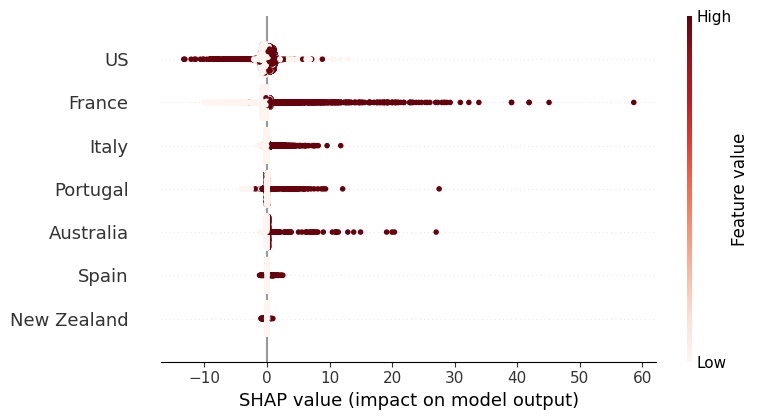 High
US
France
Italy
Portugal
Australia
Spain
New Zealand
Feature value
Low
−10
0
10
20
30
40
50
60
SHAP value (impact on model output)